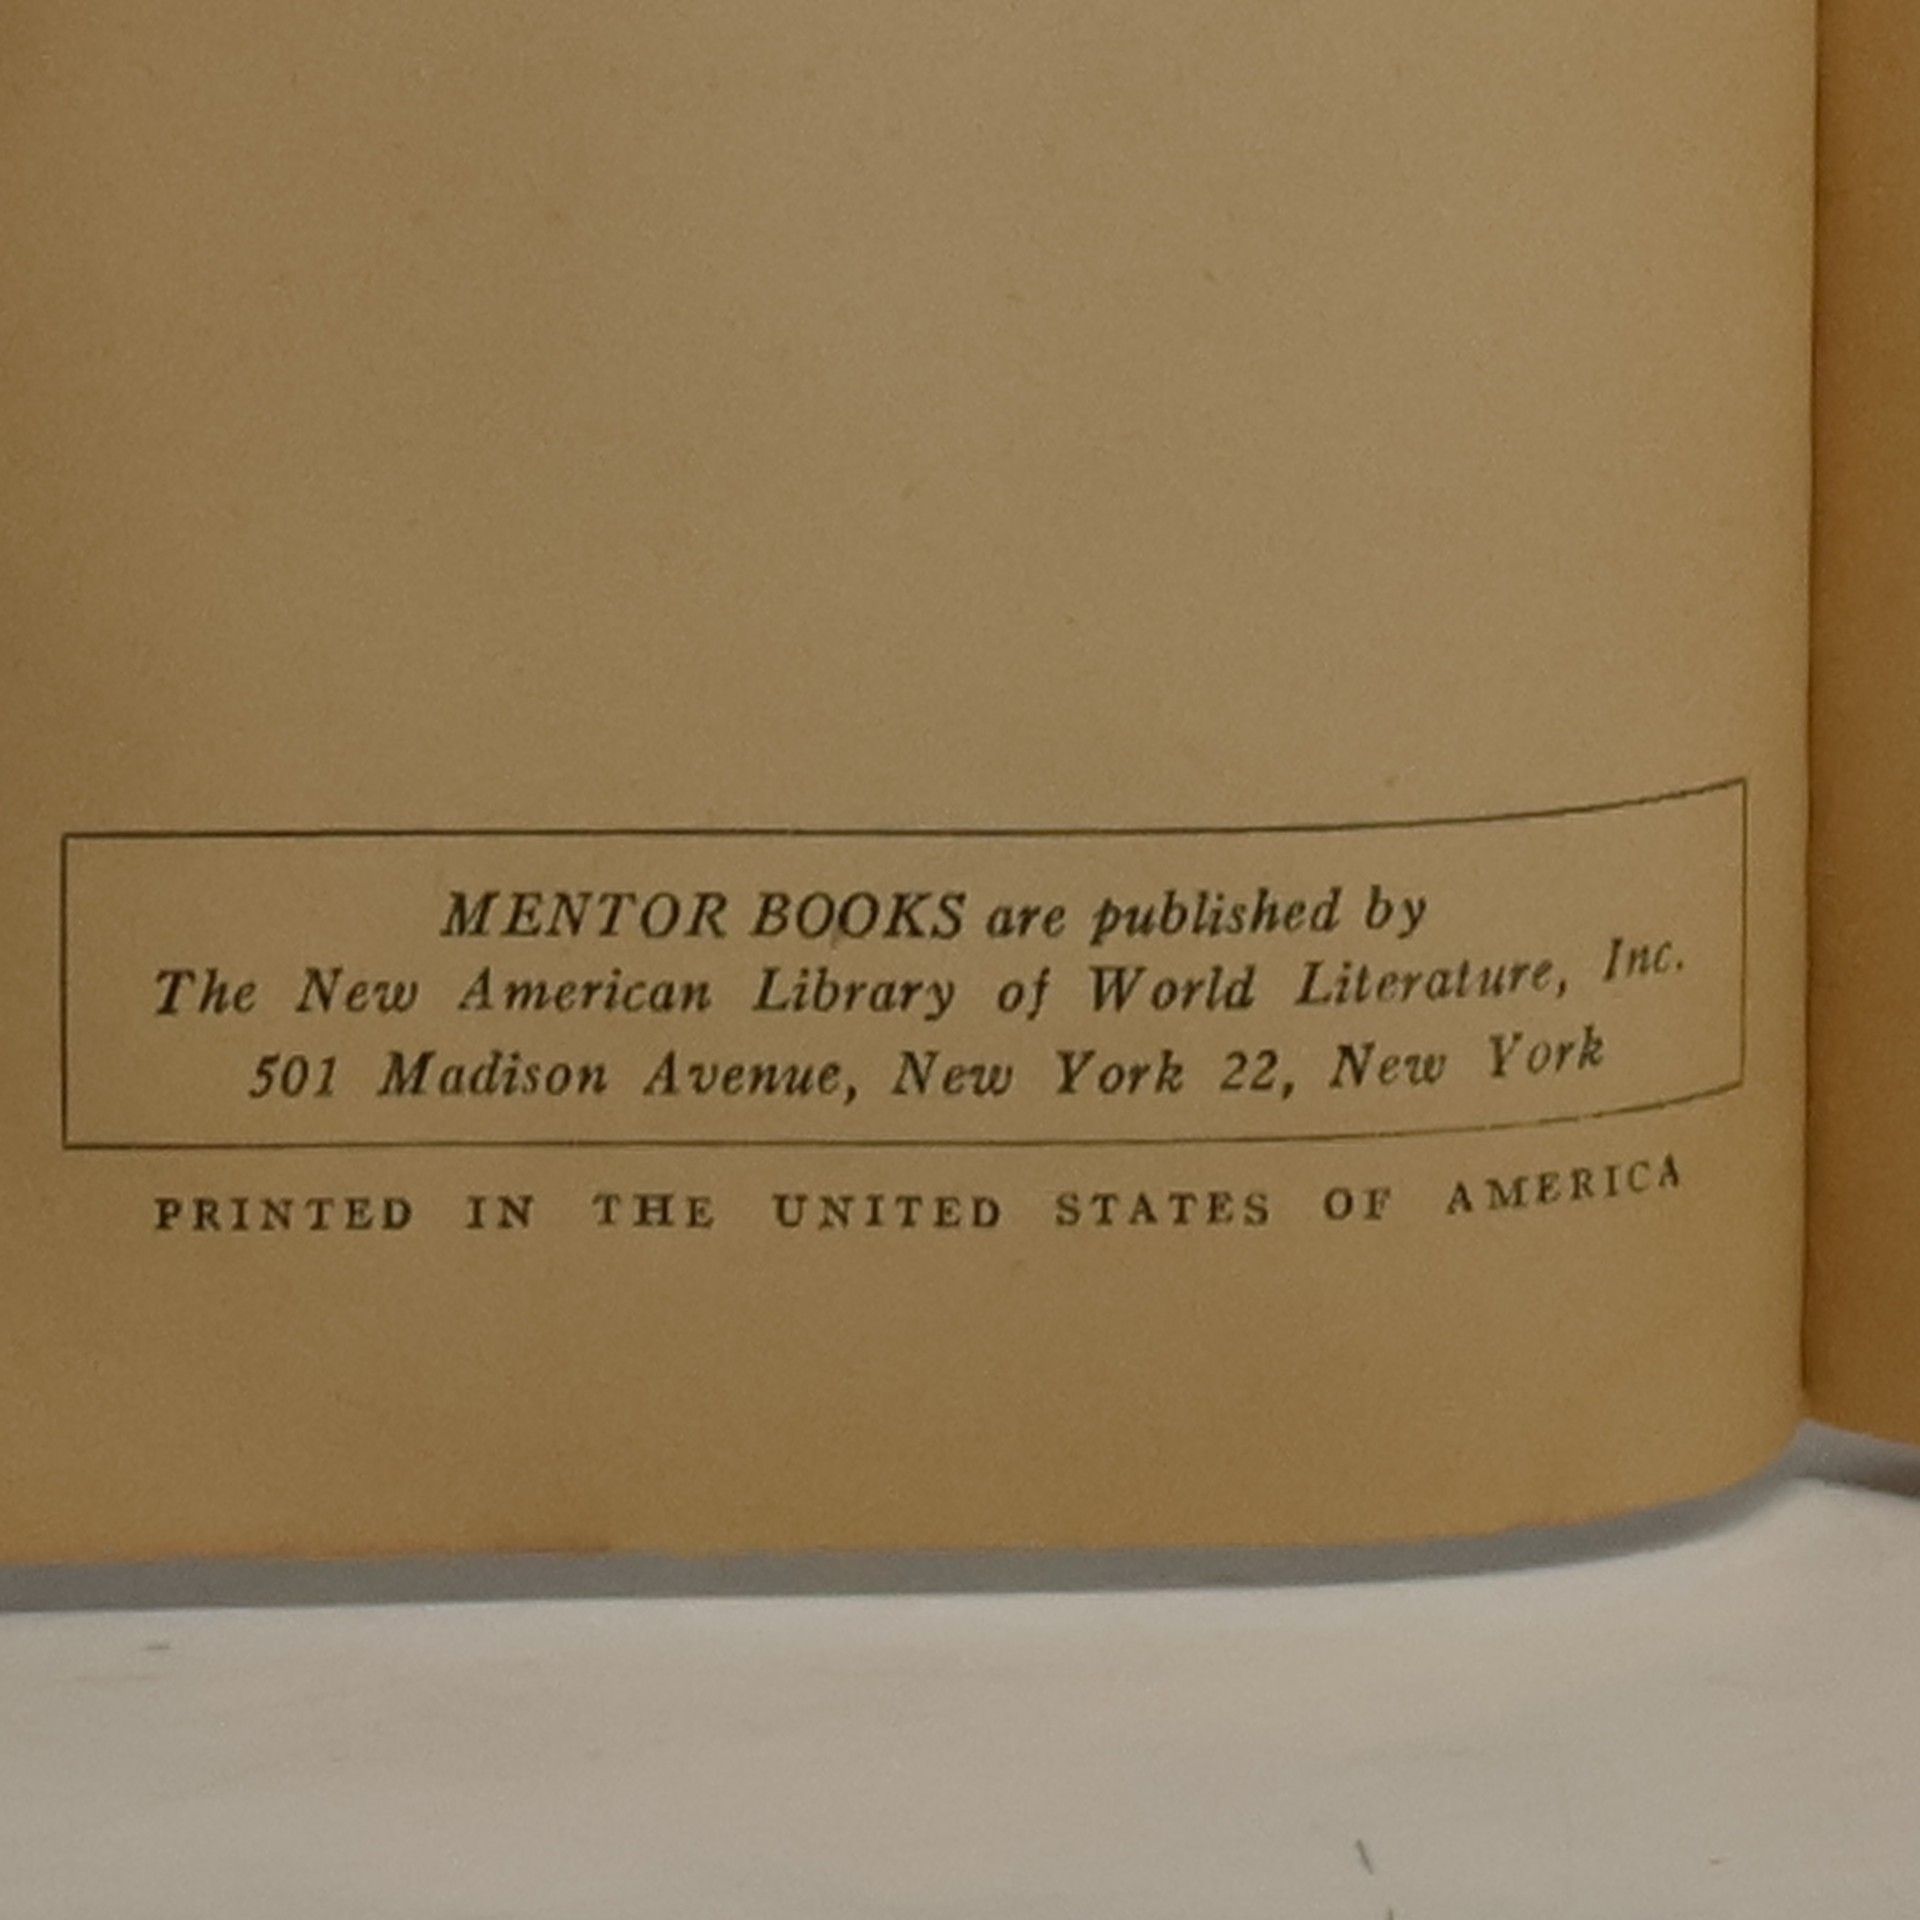 MENTOR BOOKS are published by
The New American Library of World Literature, Inc.
501 Madison Avenue, New York 22, New York
PRINTED IN THE UNITED STATES OF AMERICA